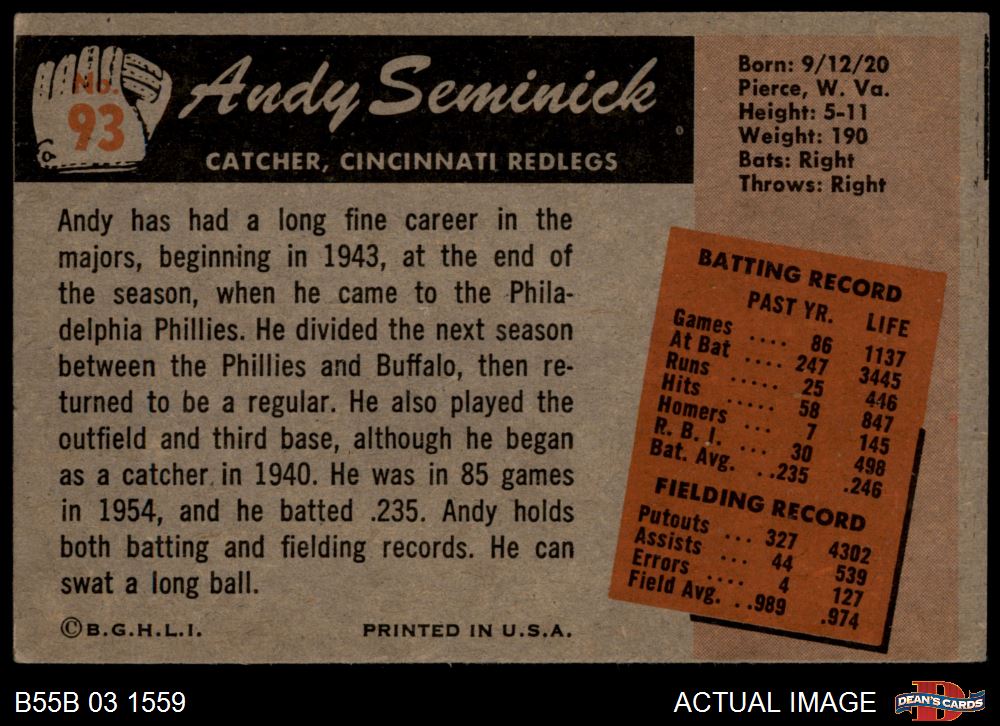 No.
93
Andy Seminick
CATCHER, CINCINNATI REDLEGS
Born: 9/12/20
Pierce, W. Va.
Height: 5-11
Weight: 190
Bats: Right
Throws: Right
Andy has had a long fine career in the
majors, beginning in 1943, at the end of
the season, when he came to the Phila-
delphia Phillies. He divided the next season
between the Phillies and Buffalo, then re-
turned to be a regular. He also played the
outfield and third base, although he began
as a catcher in 1940. He was in 85 games
in 1954, and he batted .235. Andy holds
both batting and fielding records. He can
swat a long ball.
©B.G.H.L.I. PRINTED IN U.S.A.
BATTING RECORD
PAST YR. LIFE
Games .... 86 1137
At Bat .... 247 3445
Runs ..... 25 446
Hits ..... 58 847
Homers ... 7 145
R. B. I. ... 30 498
Bat. Avg. ..235 .246
FIELDING RECORD
Putouts ... 327 4302
Assists ... 44 539
Errors .... 4 127
Field Avg. ..989 .974
B55B 03 1559 ACTUAL IMAGE
D
DEAN'S CARDS